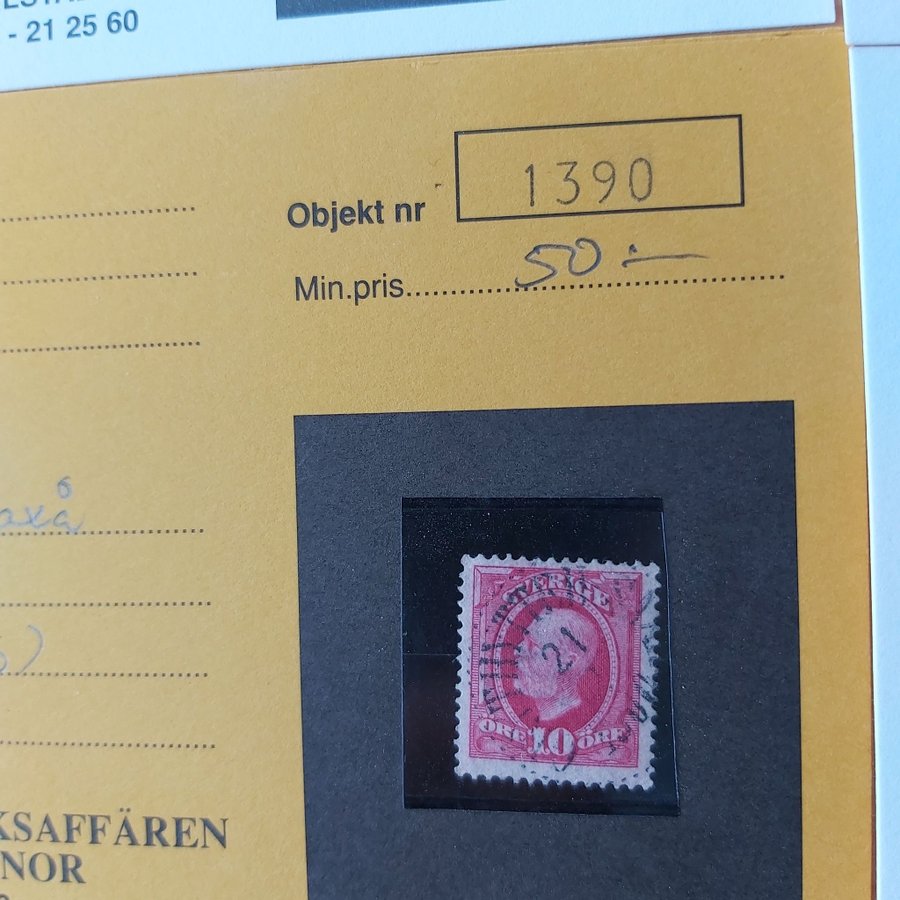 - 21 25 60
Objekt nr 1390
Min.pris 50:-
SVERIGE
21
ÖRE 10 ÖRE
KSAFFÄREN
NOR